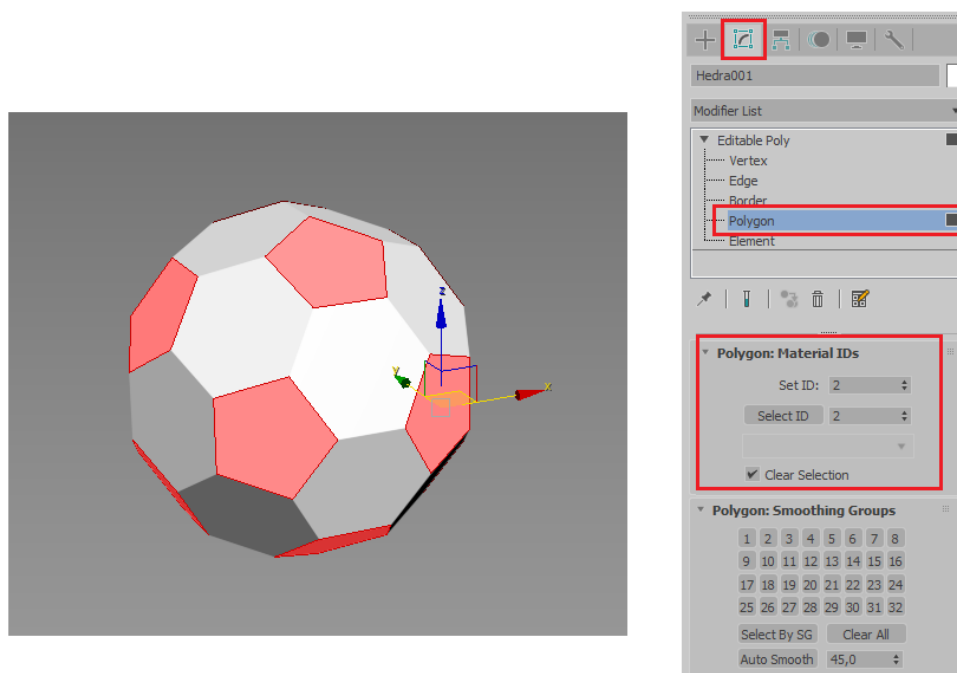 Hedra001
Modifier List
Editable Poly
Vertex
Edge
Border
Polygon
Element
Polygon: Material IDs
Set ID: 2
Select ID 2
Clear Selection
Polygon: Smoothing Groups
1 2 3 4 5 6 7 8
9 10 11 12 13 14 15 16
17 18 19 20 21 22 23 24
25 26 27 28 29 30 31 32
Select By SG Clear All
Auto Smooth 45,0
z
y
x